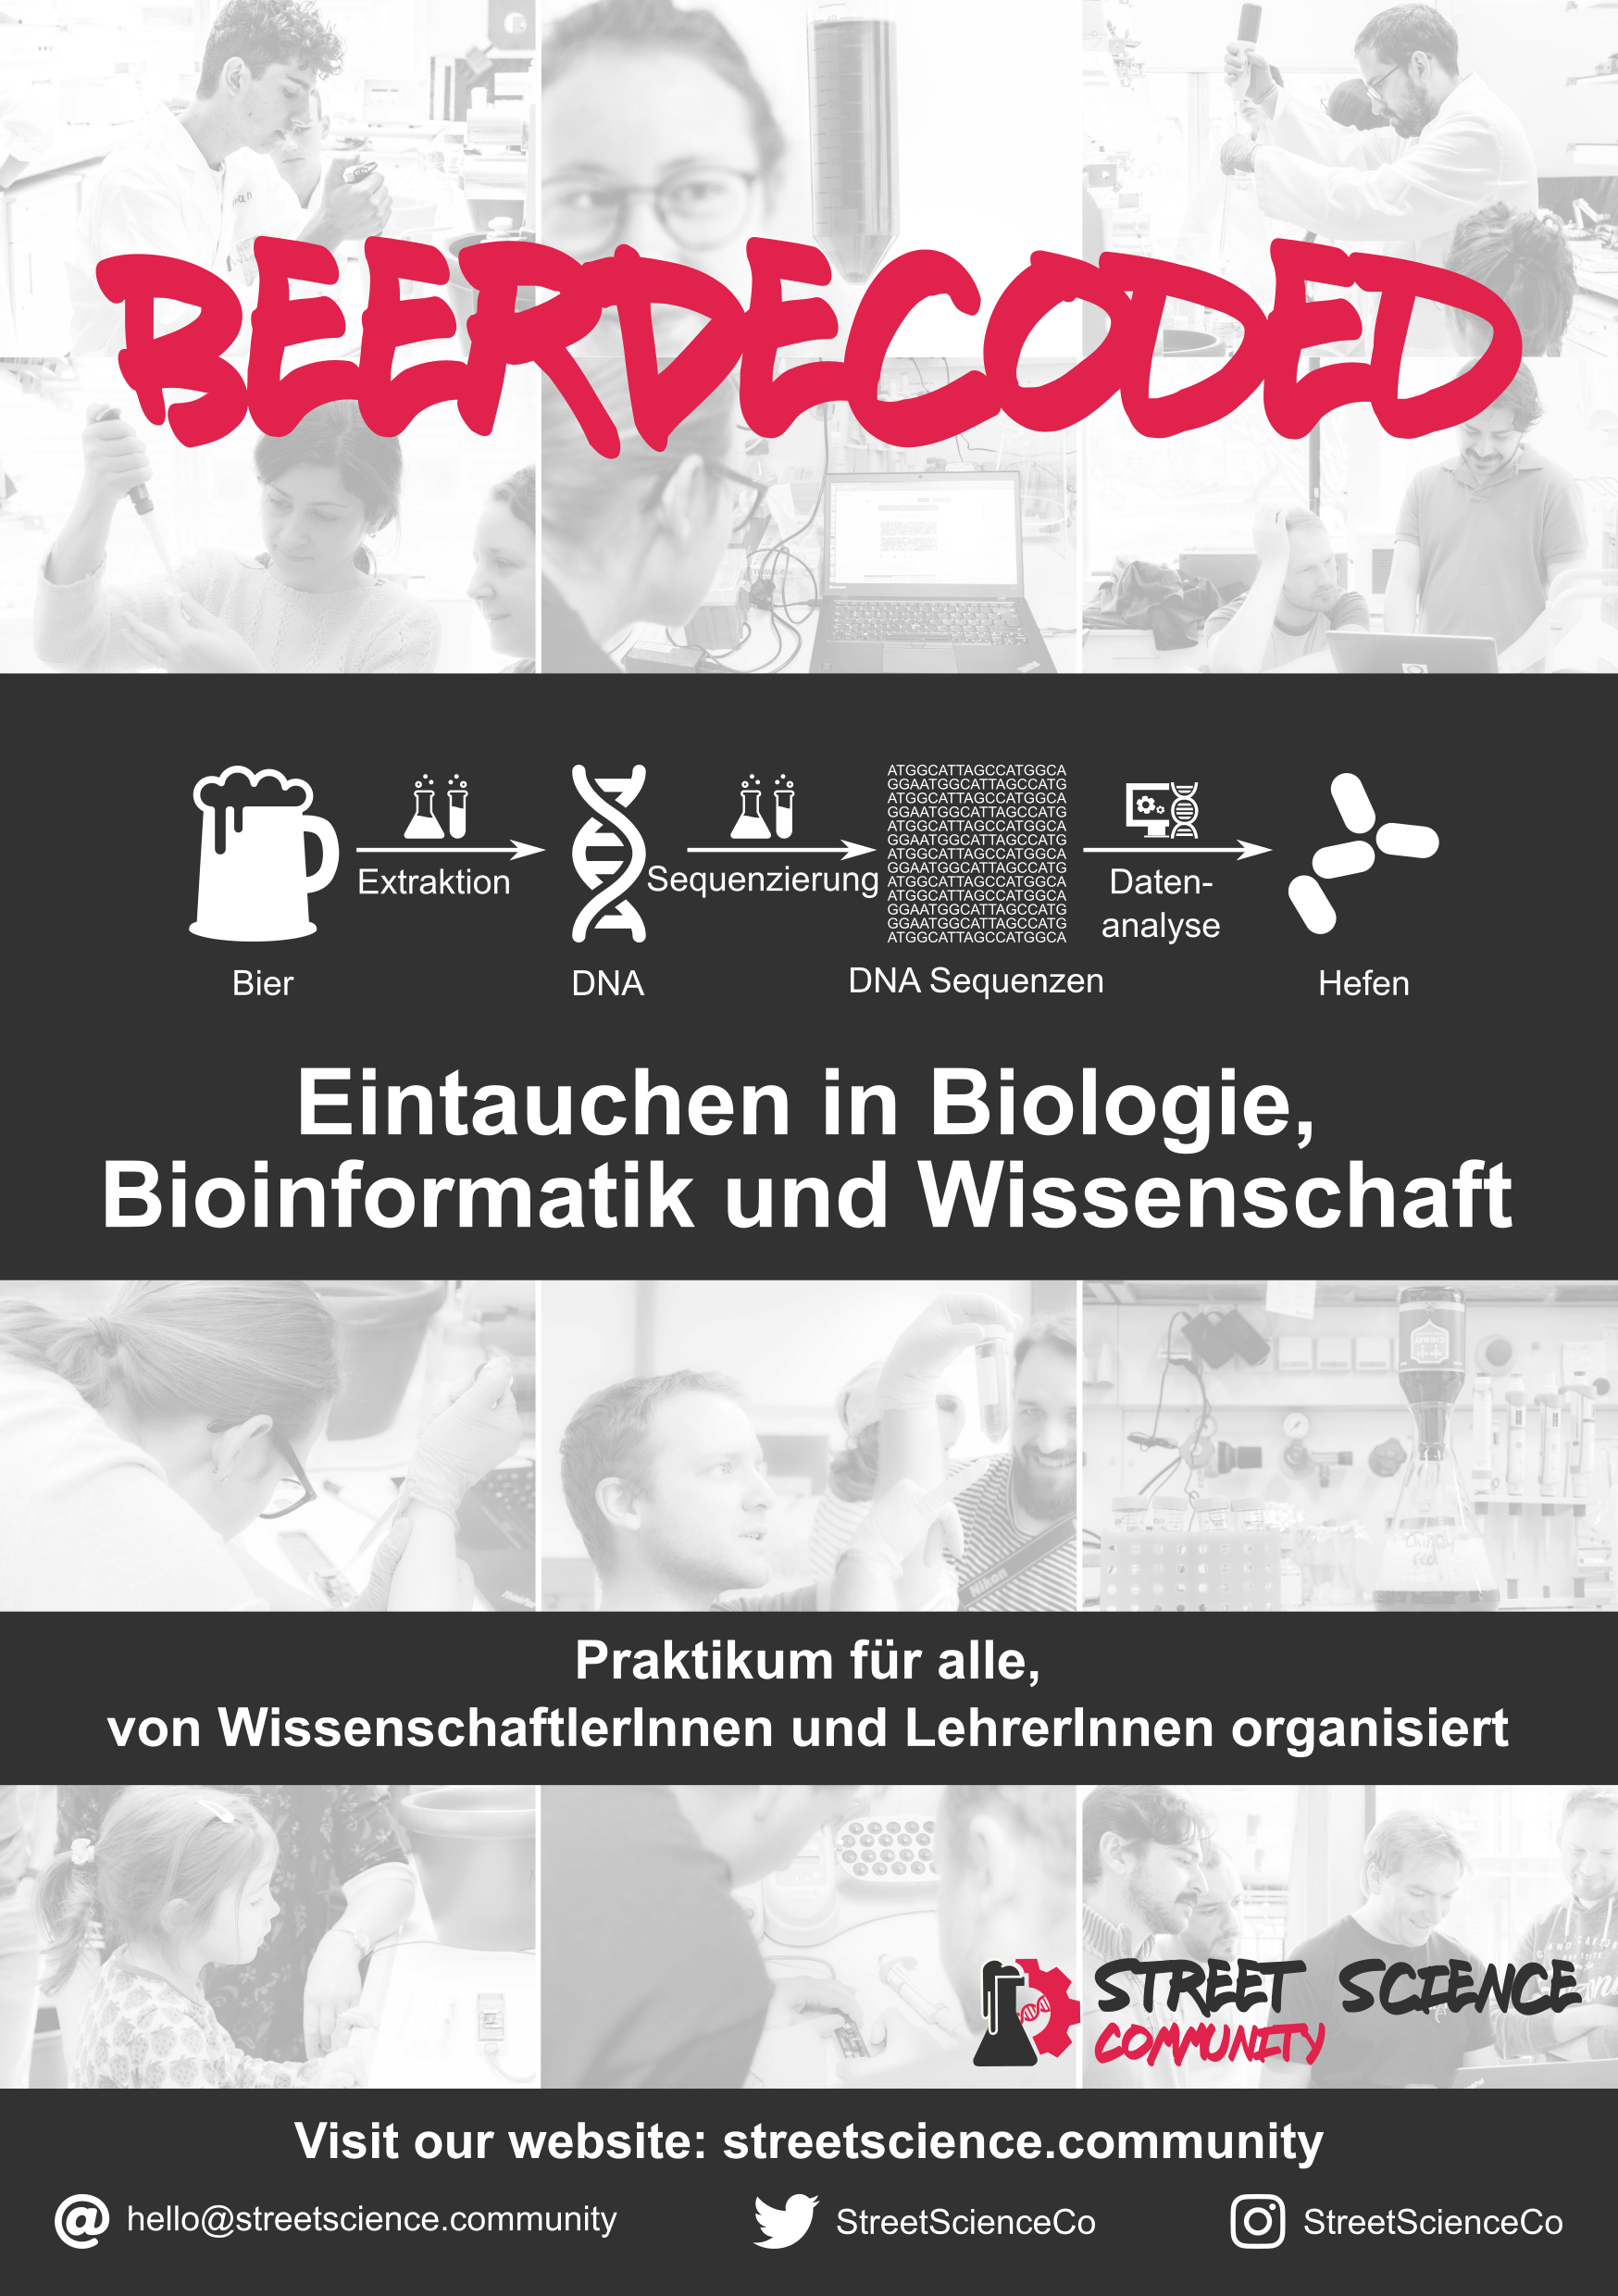 BEERDECODED
ATGGCATTAGCCATGGCA
GGAATGGCATTAGCCATG
ATGGCATTAGCCATGGCA
GGAATGGCATTAGCCATG
ATGGCATTAGCCATGGCA
GGAATGGCATTAGCCATG
ATGGCATTAGCCATGGCA
GGAATGGCATTAGCCATG
ATGGCATTAGCCATGGCA
ATGGCATTAGCCATGGCA
GGAATGGCATTAGCCATG
GGAATGGCATTAGCCATG
ATGGCATTAGCCATGGCA
Extraktion
Sequenzierung
Daten-
analyse
Bier
DNA
DNA Sequenzen
Hefen
Eintauchen in Biologie,
Bioinformatik und Wissenschaft
CHIMAY
Nikon
Praktikum für alle,
von WissenschaftlerInnen und LehrerInnen organisiert
STREET SCIENCE
COMMUNITY
Visit our website: streetscience.community
@ hello@streetscience.community
StreetScienceCo
StreetScienceCo